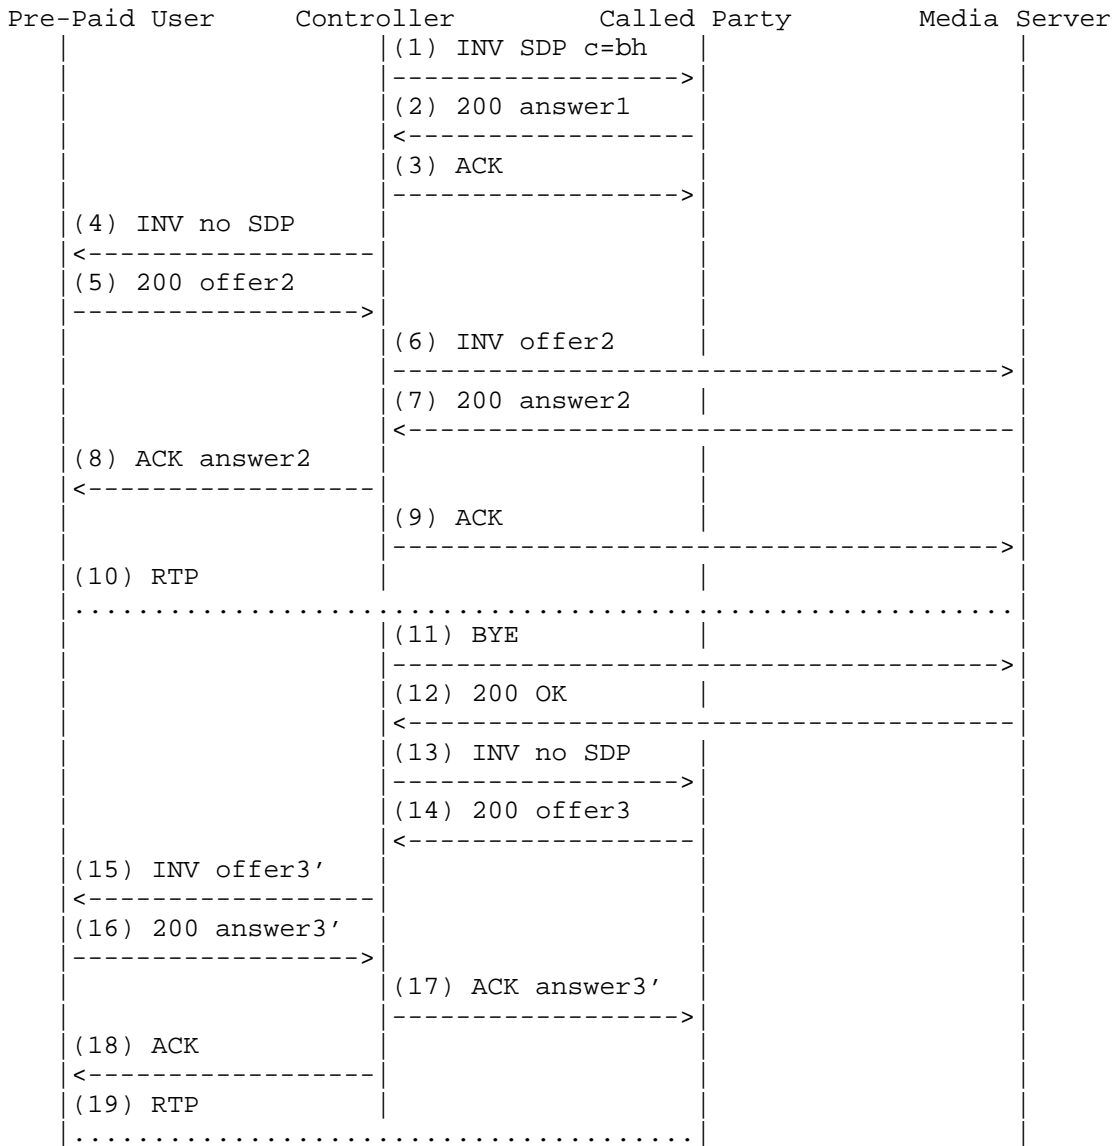 Pre-Paid User Controller Called Party Media Server
(1) INV SDP c=bh
(2) 200 answer1
(3) ACK
(4) INV no SDP
(5) 200 offer2
(6) INV offer2
(7) 200 answer2
(8) ACK answer2
(9) ACK
(10) RTP
(11) BYE
(12) 200 OK
(13) INV no SDP
(14) 200 offer3
(15) INV offer3’
(16) 200 answer3’
(17) ACK answer3’
(18) ACK
(19) RTP